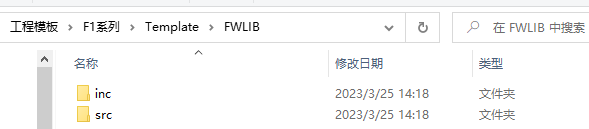 工程模板 > F1系列 > Template > FWLIB 在 FWLIB 中搜索
名称 修改日期 类型
inc 2023/3/25 14:18 文件夹
src 2023/3/25 14:18 文件夹